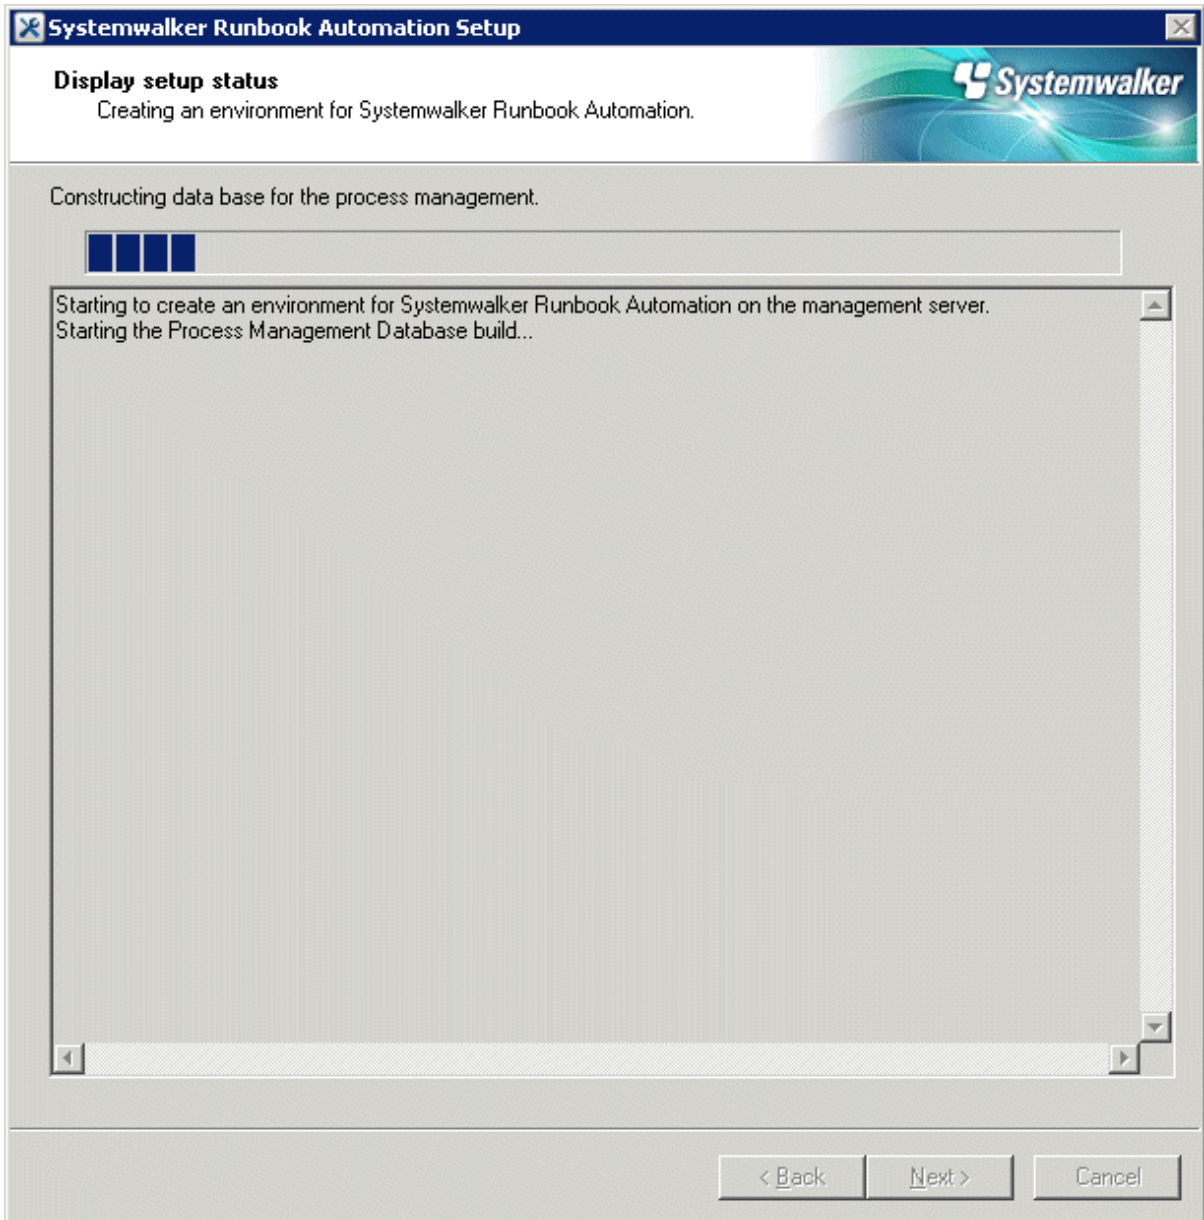 Systemwalker Runbook Automation Setup
Display setup status
Systemwalker
Creating an environment for Systemwalker Runbook Automation.
Constructing data base for the process management.
Starting to create an environment for Systemwalker Runbook Automation on the management server.
Starting the Process Management Database build...
< Back
Next >
Cancel